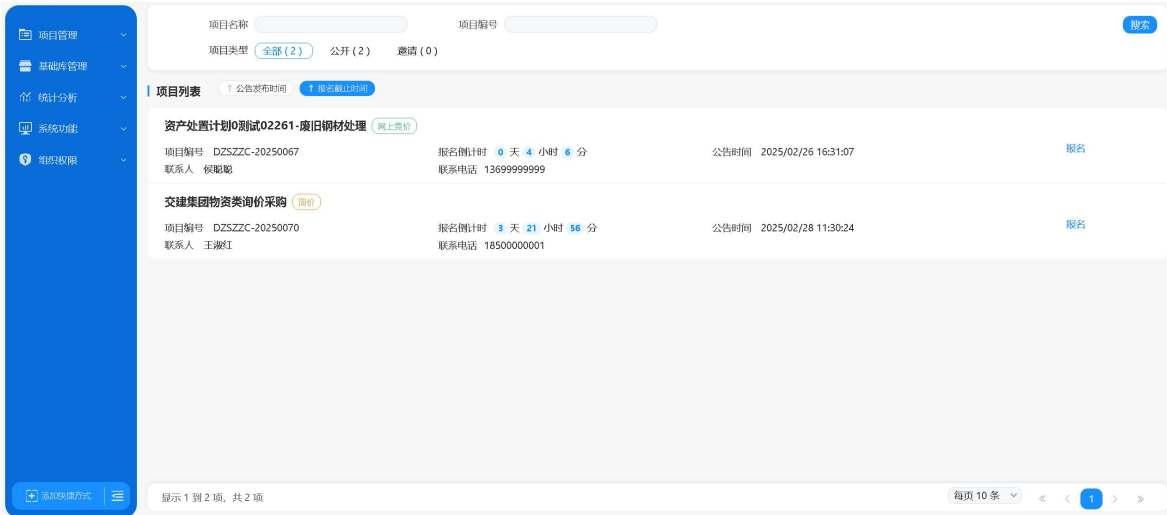 项目管理
基础库管理
统计分析
系统功能
组织权限
添加快捷方式
项目名称 项目编号 搜索
项目类型 全部 ( 2 ) 公开 ( 2 ) 邀请 ( 0 )
项目列表 ↑ 公告发布时间 ↑ 报名截止时间
资产处置计划0测试02261-废旧钢材处理 网上竞价
项目编号 DZSZZC-20250067 报名倒计时 0 天 4 小时 6 分 公告时间 2025/02/26 16:31:07 报名
联系人 侯聪聪 联系电话 13699999999
交建集团物资类询价采购 询价
项目编号 DZSZZC-20250070 报名倒计时 3 天 21 小时 56 分 公告时间 2025/02/28 11:30:24 报名
联系人 王淑红 联系电话 18500000001
显示 1 到 2 项, 共 2 项 每页 10 条 « < 1 > »